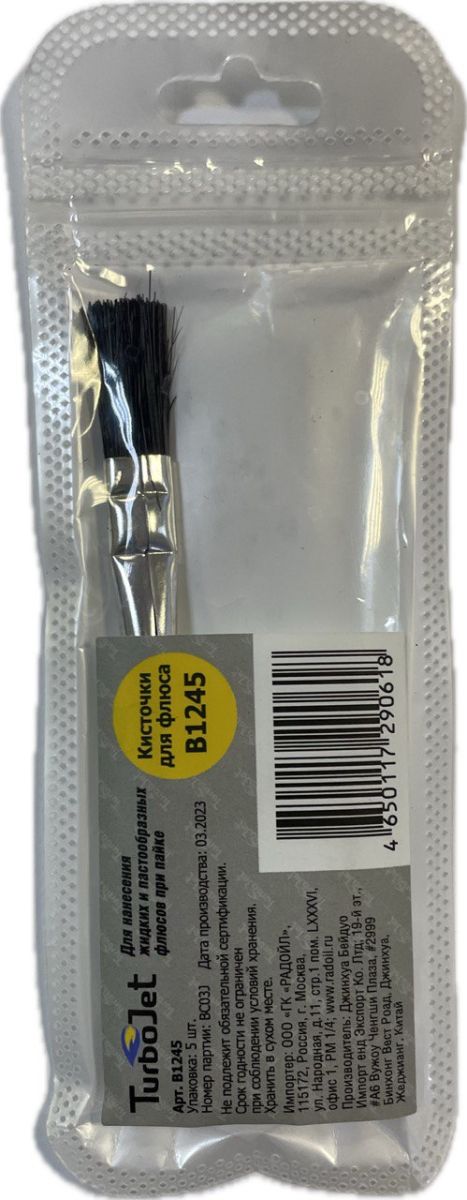 TurboJet
Для нанесения
жидких и пастообразных
флюсов при пайке
Кисточки
для флюса
B1245
Арт. B1245
Упаковка: 5 шт.
Номер партии: BC03J Дата производства: 03.2023
Не подлежит обязательной сертификации.
Срок годности не ограничен
при соблюдении условий хранения.
Хранить в сухом месте.
Импортер: ООО «ГК «РАДОЙЛ»,
115172, Россия, г. Москва,
ул. Народная, д.11, стр.1 пом. LXXXVI,
офис 1, РМ 1/4; www.radoil.ru
Производитель: Джинхуа Бейдуо
Импорт енд Экспорт Ко. Лтд; 19-й эт.,
#A6 Вужоу Ченгши Плаза, #2999
Бинхонг Вест Роад, Джинхуа,
Жеджианг, Китай
4 650117 290618